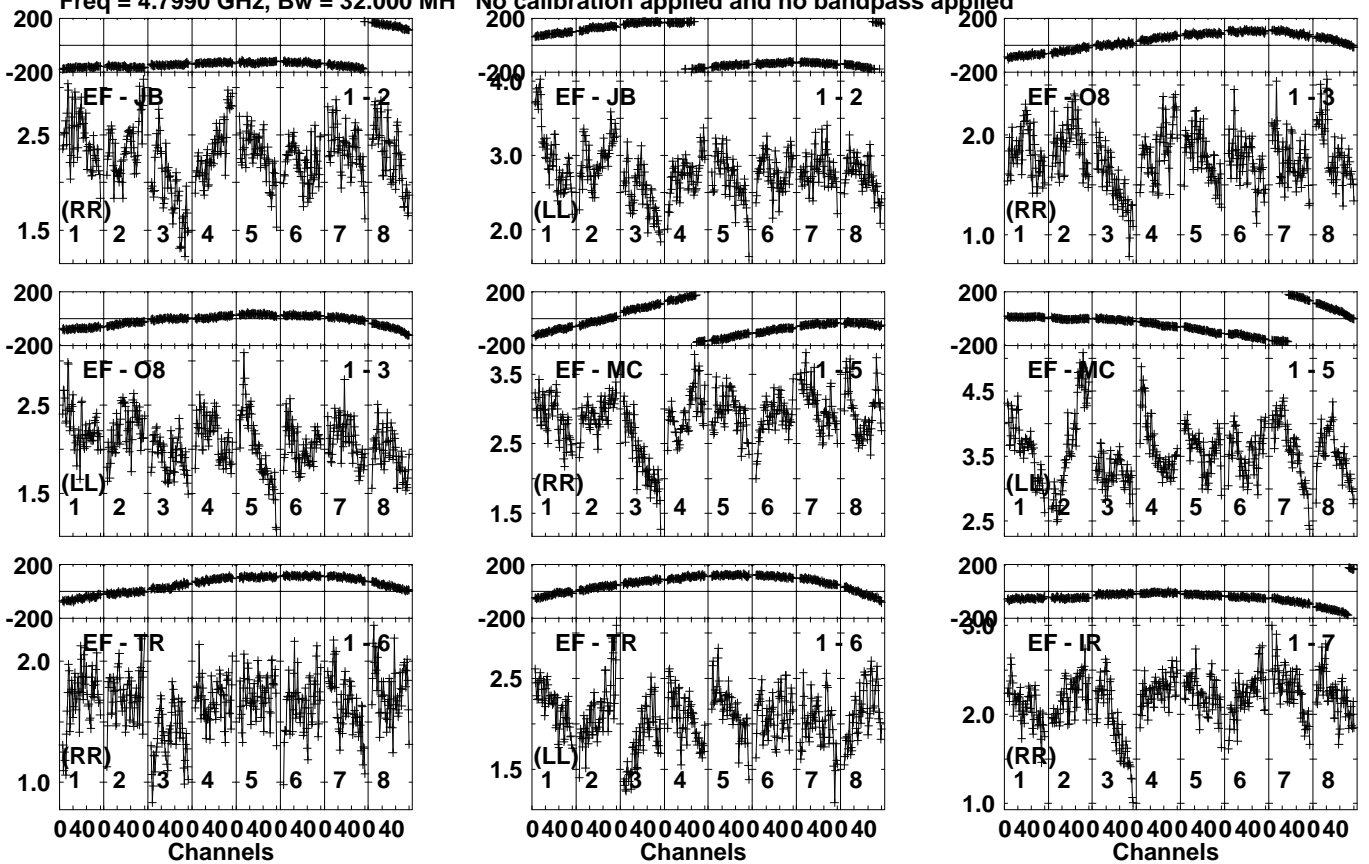 Freq = 4.7990 GHz, Bw = 32.000 MH No calibration applied and no bandpass applied
200 200 200
-200 -200 -200
4.0
EF - JB 1 - 2 EF - JB 1 - 2 EF - O8 1 - 3
2.5 3.0 2.0
(RR) (LL) (RR)
1.5 2.0 1.0
1 2 3 4 5 6 7 8 1 2 3 4 5 6 7 8 1 2 3 4 5 6 7 8
200 200 200
-200 -200 -200
EF - O8 1 - 3 EF - MC 1 - 5 EF - MC 1 - 5
2.5 3.5 4.5
2.5 3.5
(LL) (RR) (LL)
1.5 1.5 2.5
1 2 3 4 5 6 7 8 1 2 3 4 5 6 7 8 1 2 3 4 5 6 7 8
200 200 200
-200 -200 -200
3.0
EF - TR 1 - 6 EF - TR 1 - 6 EF - IR 1 - 7
2.0 2.5 2.0
(RR) (LL) (RR)
1.0 1.5 1.0
1 2 3 4 5 6 7 8 1 2 3 4 5 6 7 8 1 2 3 4 5 6 7 8
0 40 0 40 0 40 0 40 0 40 0 40 0 40 0 40 0 40 0 40 0 40 0 40 0 40 0 40 0 40 0 40 0 40 0 40 0 40 0 40 0 40 0 40 0 40 0 40
Channels Channels Channels